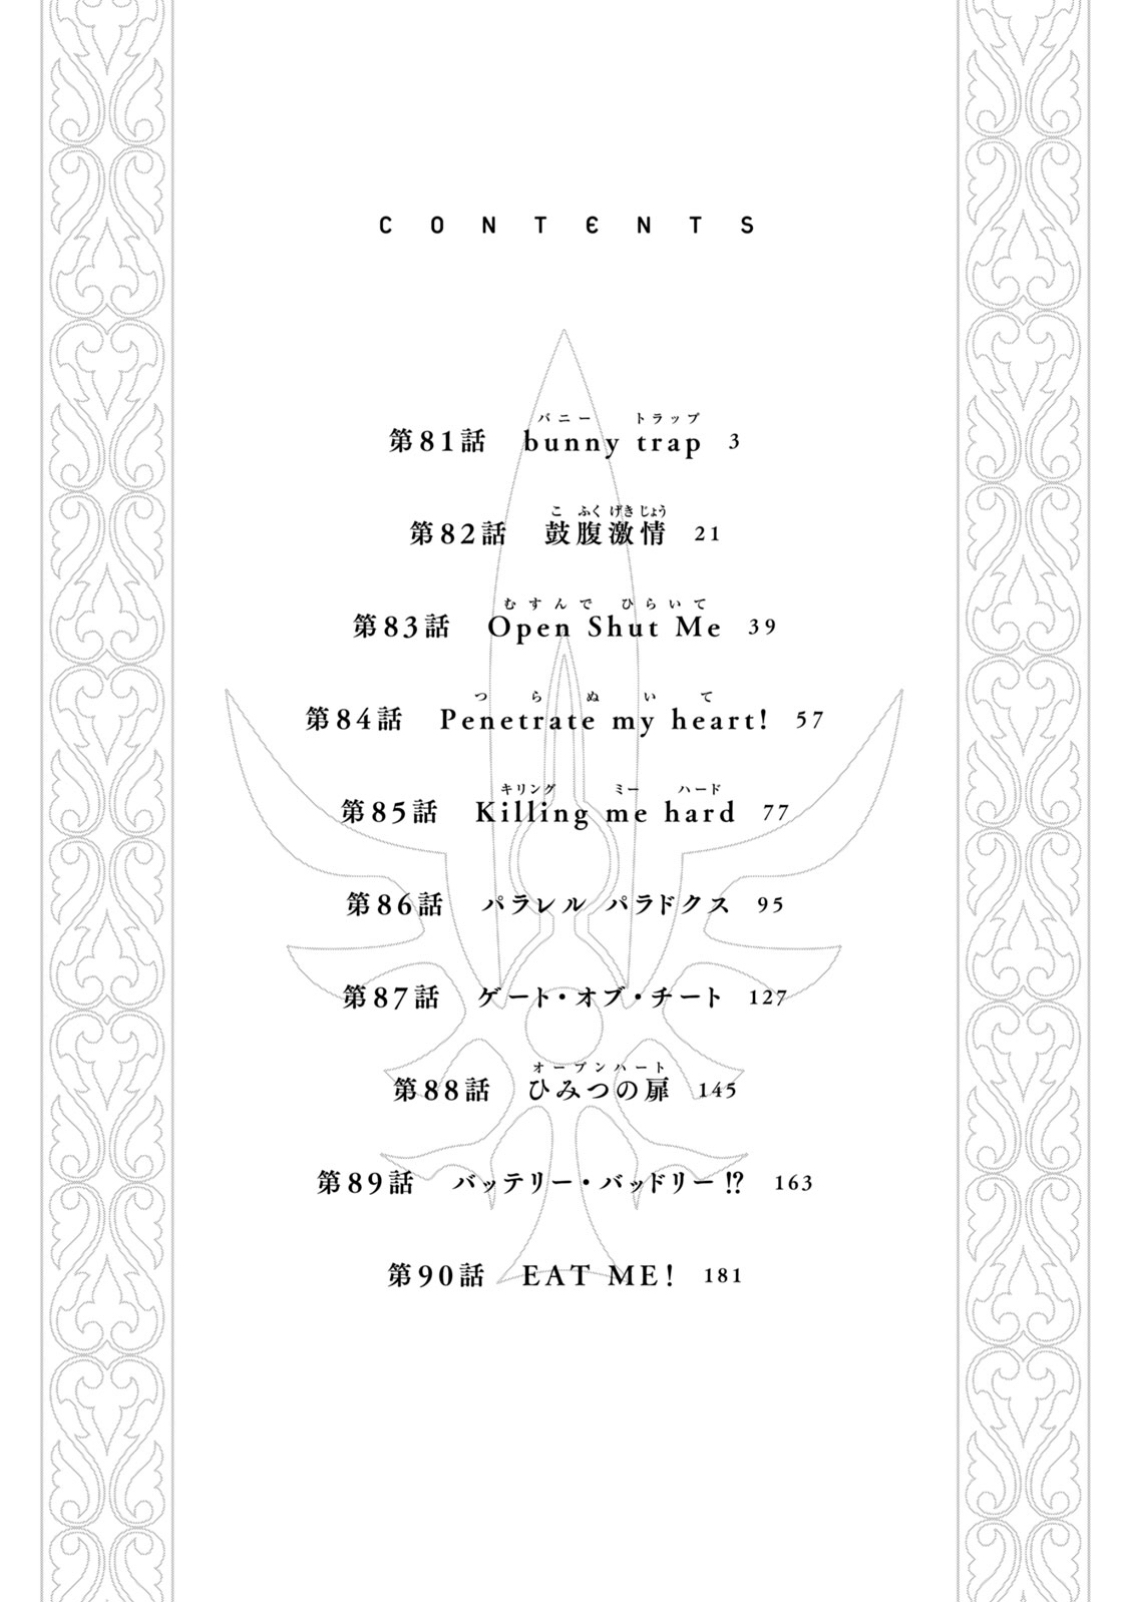 CONTENTS
バニー トラップ
第81話 bunny trap 3
こ ふく げき じょう
第82話 鼓腹激情 21
むすんで ひらいて
第83話 Open Shut Me 39
つらぬいて
第84話 Penetrate my heart! 57
キリング ミー ハード
第85話 Killing me hard 77
第86話 パラレル パラドクス 95
第87話 ゲート・オブ・チート 127
オープンハート
第88話 ひみつの扉 145
第89話 バッテリー・バッドリー!? 163
第90話 EAT ME! 181